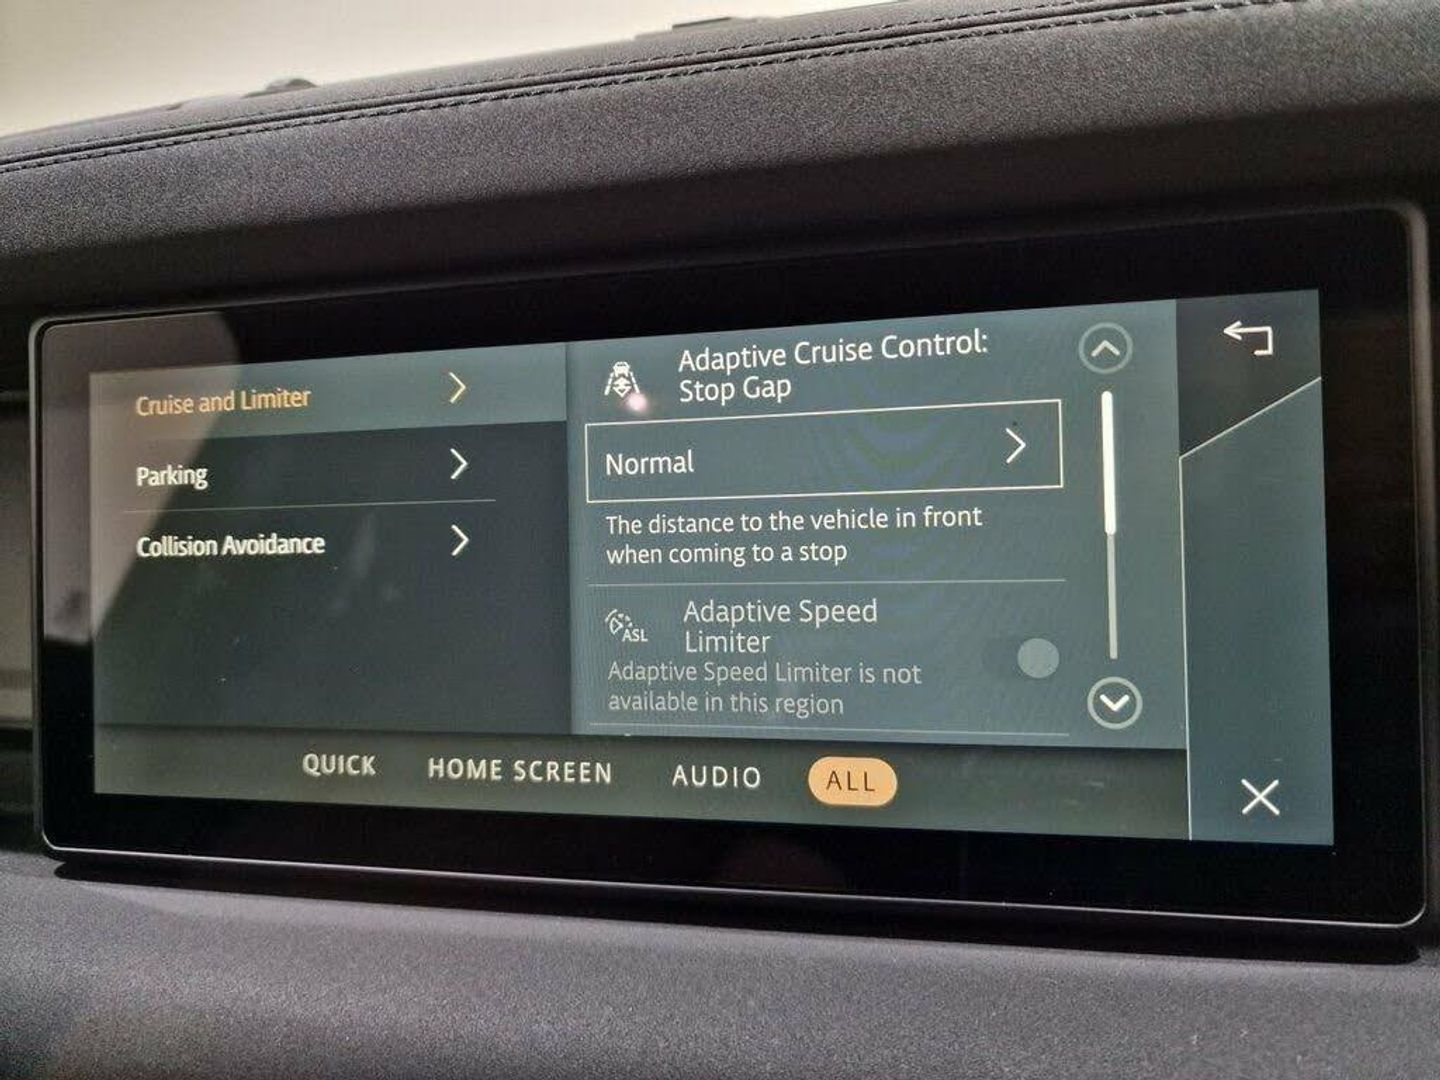 Cruise and Limiter
Parking
Collision Avoidance
Adaptive Cruise Control:
Stop Gap
Normal
The distance to the vehicle in front
when coming to a stop
ASL
Adaptive Speed
Limiter
Adaptive Speed Limiter is not
available in this region
QUICK
HOME SCREEN
AUDIO
ALL